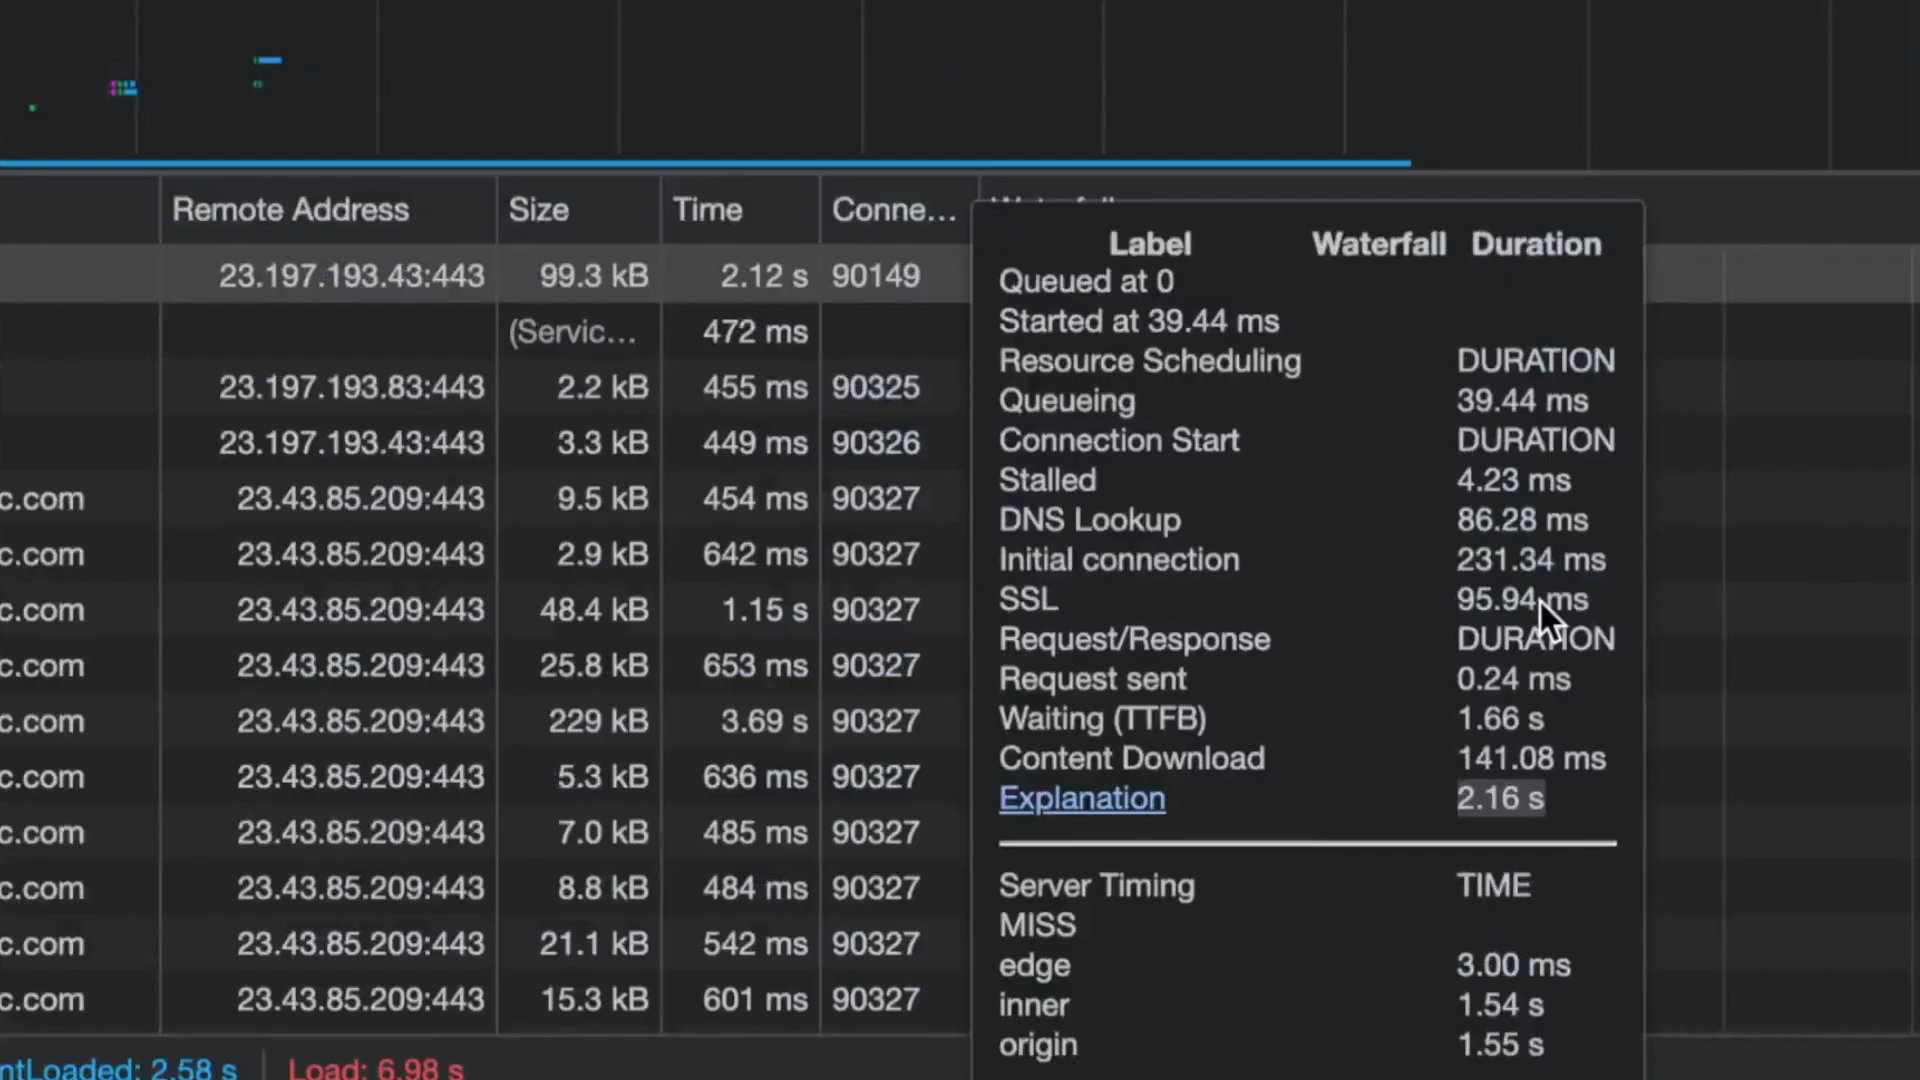 Remote Address Size Time Conne...
23.197.193.43:443 99.3 kB 2.12 s 90149
(Servic... 472 ms
23.197.193.83:443 2.2 kB 455 ms 90325
23.197.193.43:443 3.3 kB 449 ms 90326
c.com 23.43.85.209:443 9.5 kB 454 ms 90327
c.com 23.43.85.209:443 2.9 kB 642 ms 90327
c.com 23.43.85.209:443 48.4 kB 1.15 s 90327
c.com 23.43.85.209:443 25.8 kB 653 ms 90327
c.com 23.43.85.209:443 229 kB 3.69 s 90327
c.com 23.43.85.209:443 5.3 kB 636 ms 90327
c.com 23.43.85.209:443 7.0 kB 485 ms 90327
c.com 23.43.85.209:443 8.8 kB 484 ms 90327
c.com 23.43.85.209:443 21.1 kB 542 ms 90327
c.com 23.43.85.209:443 15.3 kB 601 ms 90327
ntLoaded: 2.58 s Load: 6.98 s
Label Waterfall Duration
Queued at 0
Started at 39.44 ms
Resource Scheduling DURATION
Queueing 39.44 ms
Connection Start DURATION
Stalled 4.23 ms
DNS Lookup 86.28 ms
Initial connection 231.34 ms
SSL 95.94 ms
Request/Response DURATION
Request sent 0.24 ms
Waiting (TTFB) 1.66 s
Content Download 141.08 ms
Explanation 2.16 s
Server Timing TIME
MISS
edge 3.00 ms
inner 1.54 s
origin 1.55 s